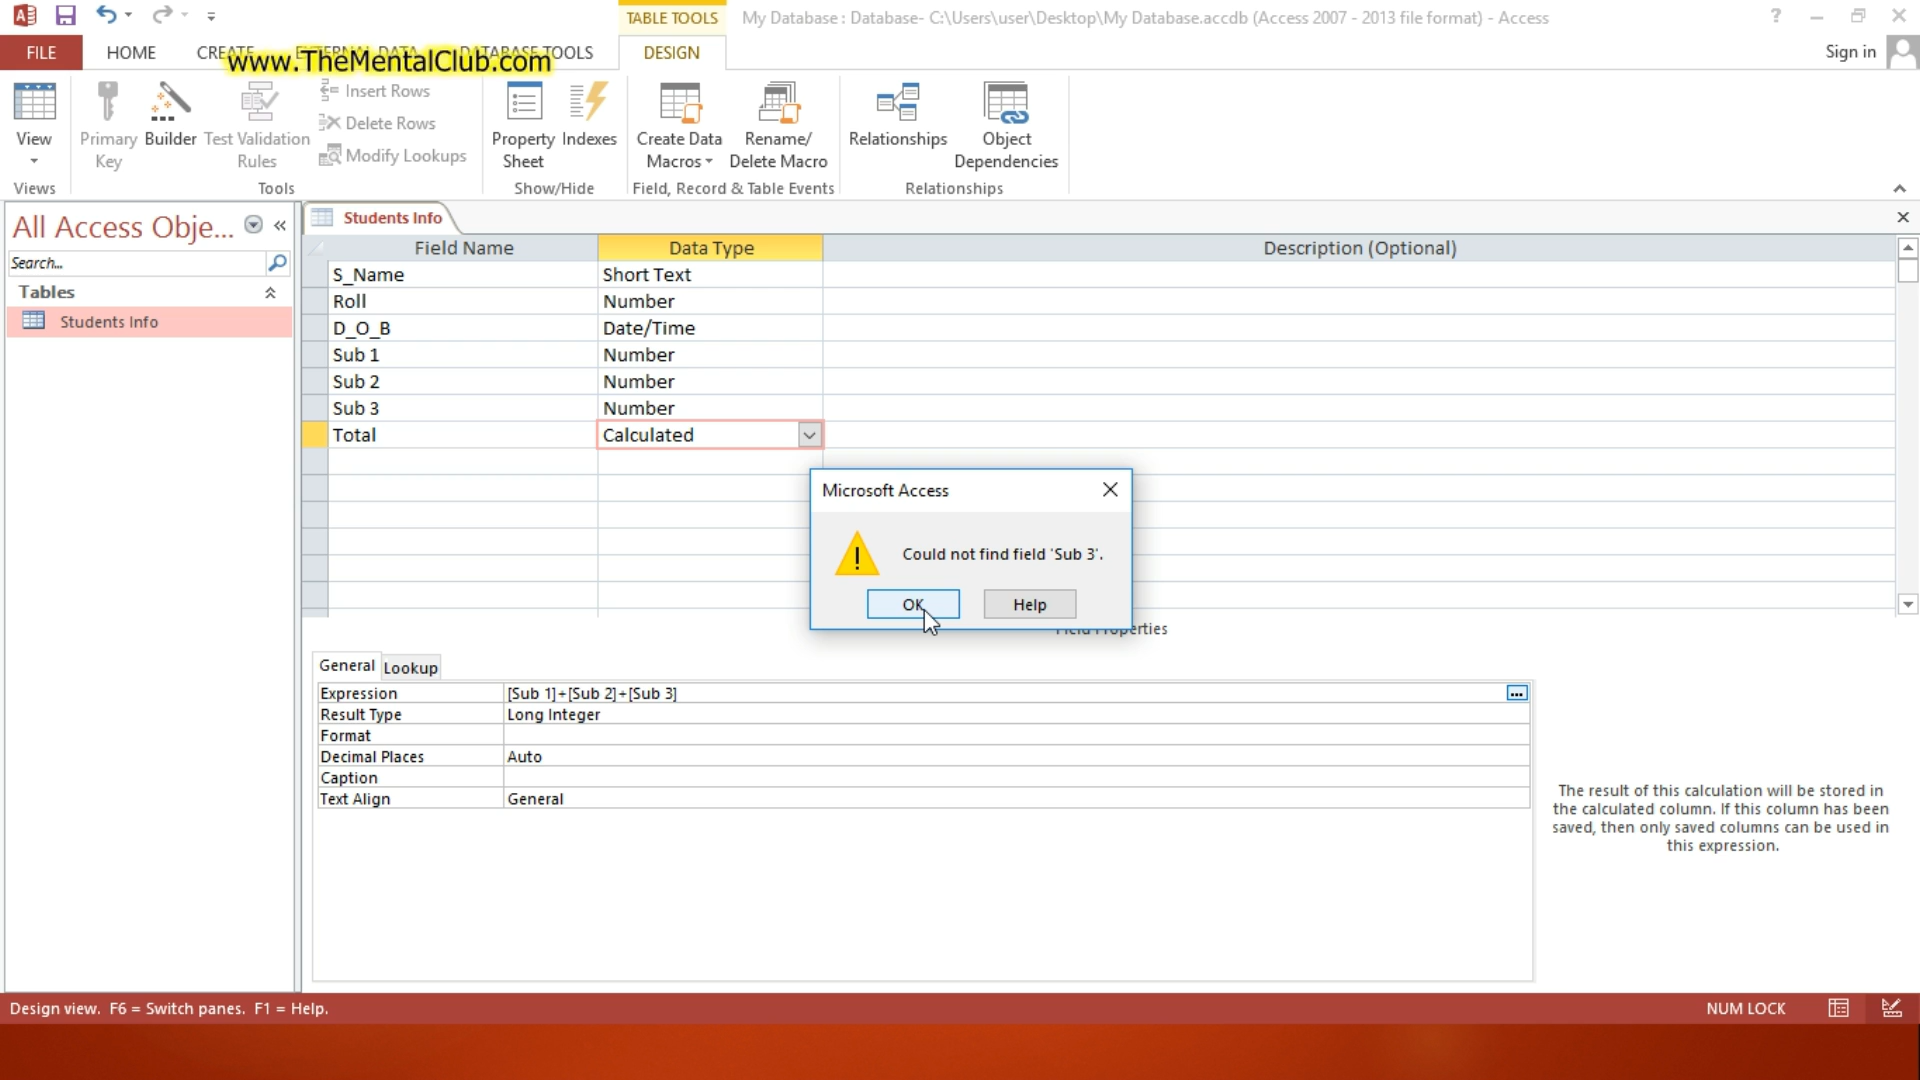 TABLE TOOLS
My Database : Database- C:\Users\user\Desktop\My Database.accdb (Access 2007 - 2013 file format) - Access
?
FILE
HOME
CREATE
EXTERNAL DATA
DATABASE TOOLS
DESIGN
Sign in
www.TheMentalClub.com
View
Primary Key
Builder
Test Validation Rules
Insert Rows
Delete Rows
Modify Lookups
Property Sheet
Indexes
Create Data Macros
Rename/ Delete Macro
Relationships
Object Dependencies
Views
Tools
Show/Hide
Field, Record & Table Events
Relationships
All Access Obje...
Search...
Tables
Students Info
Students Info
Field Name Data Type Description (Optional)
S_Name Short Text
Roll Number
D_O_B Date/Time
Sub 1 Number
Sub 2 Number
Sub 3 Number
Total Calculated
Microsoft Access
Could not find field 'Sub 3'.
OK Help
Field Properties
General Lookup
Expression [Sub 1]+[Sub 2]+[Sub 3]
Result Type Long Integer
Format
Decimal Places Auto
Caption
Text Align General
The result of this calculation will be stored in
the calculated column. If this column has been
saved, then only saved columns can be used in
this expression.
Design view. F6 = Switch panes. F1 = Help.
NUM LOCK